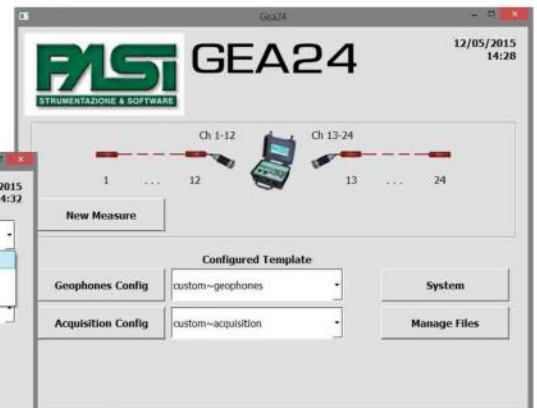 Gea24
PASI
STRUMENTAZIONE & SOFTWARE
GEA24
12/05/2015
14:28
Ch 1-12
Ch 13-24
1 ... 12
13 ... 24
New Measure
Configured Template
Geophones Config
custom~geophones
System
Acquisition Config
custom~acquisition
Manage Files
2015
4:32